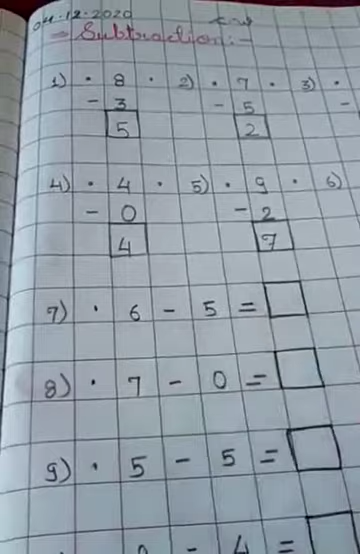 04.12.2020 cw
→ Subtraction:-
1) • 8 • 2) • 7 • 3) •
- 3 - 5 -
5 2
4) • 4 • 5) • 9 • 6)
- 0 - 2
4 7
7) • 6 - 5 =
8) • 7 - 0 =
9) • 5 - 5 =
- 4 =